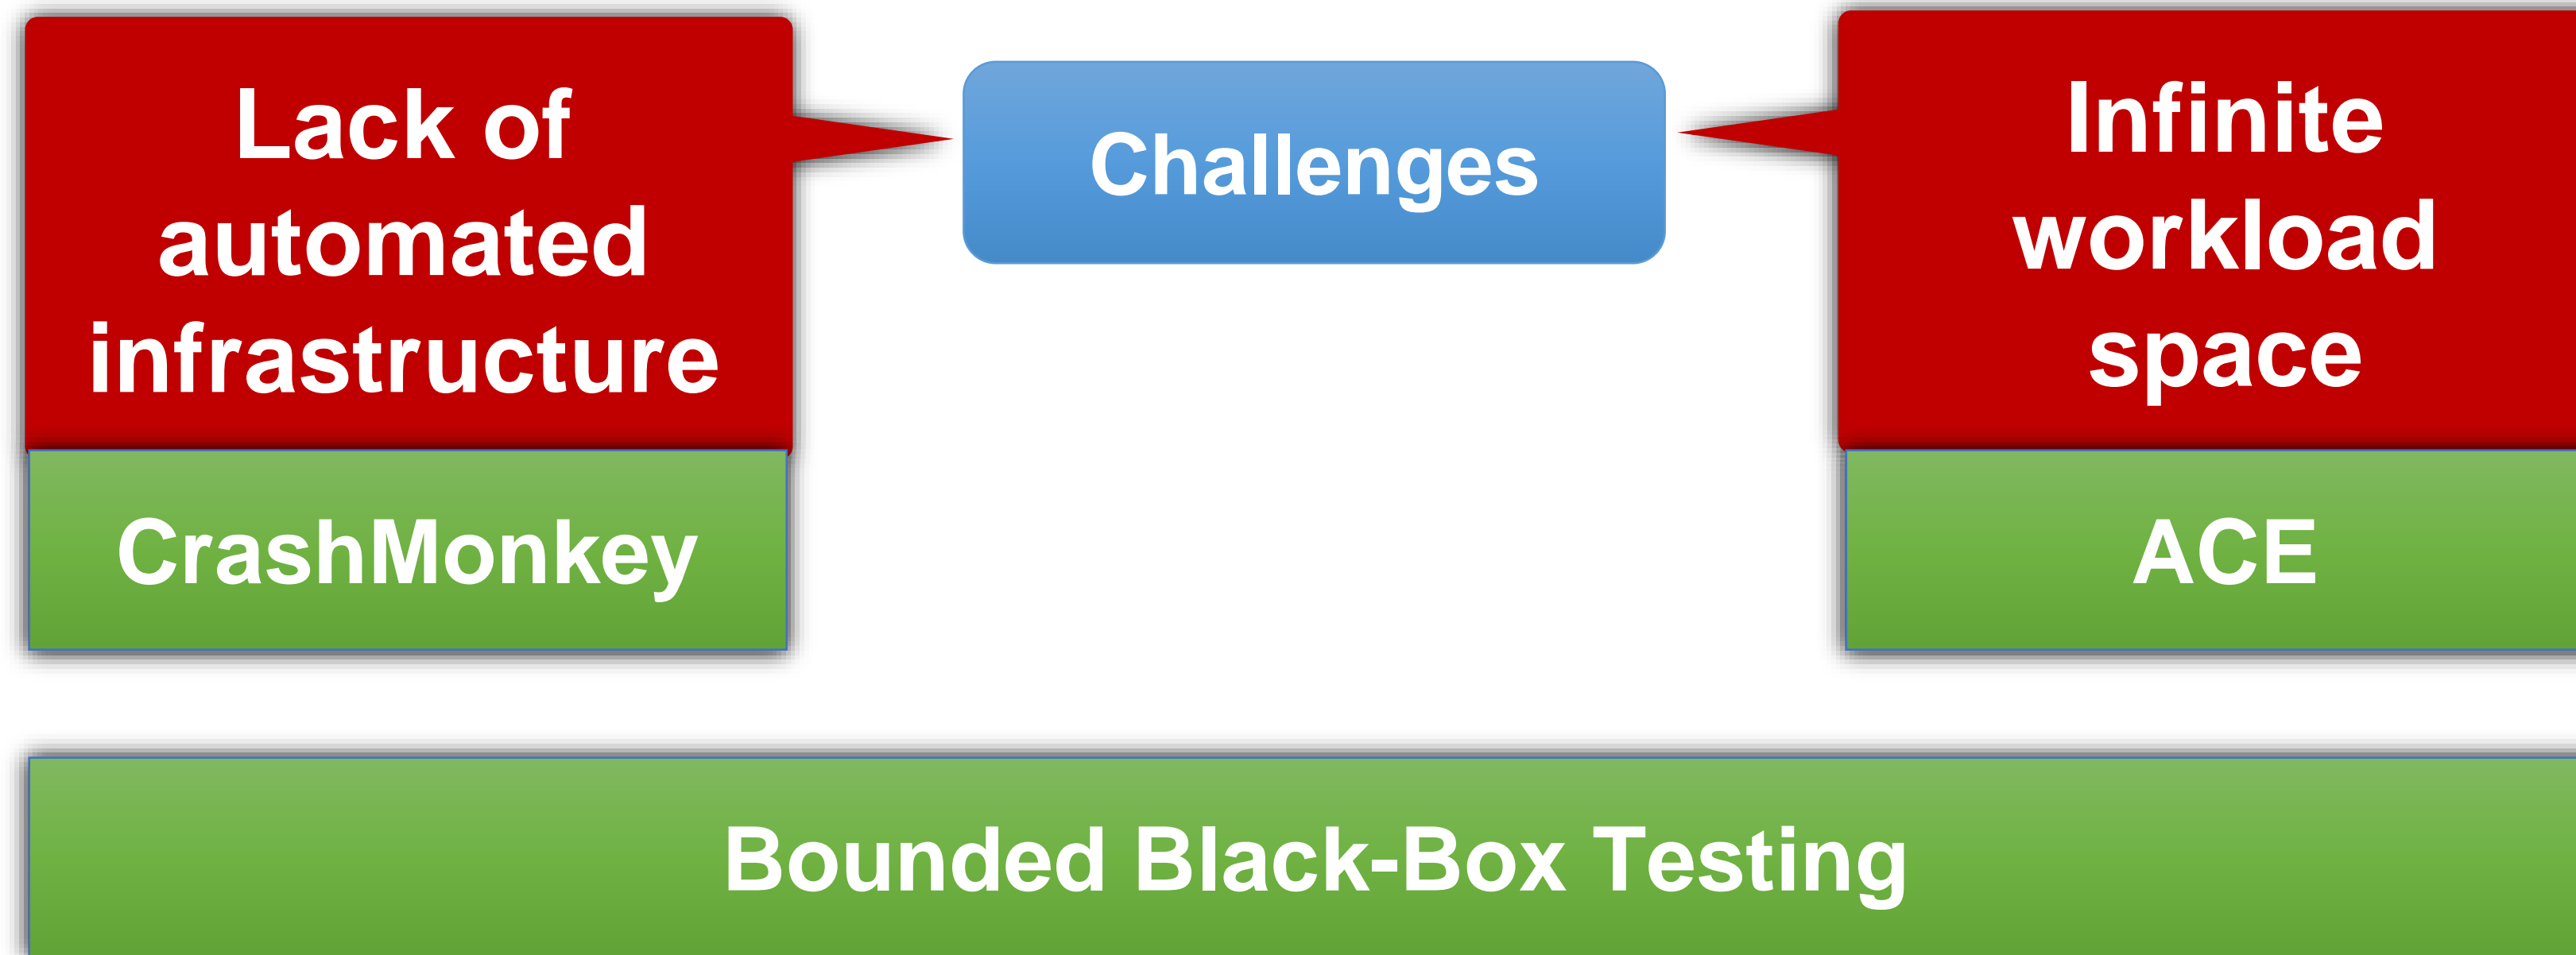 Lack of
automated
infrastructure
Challenges
Infinite
workload
space
CrashMonkey
ACE
Bounded Black-Box Testing